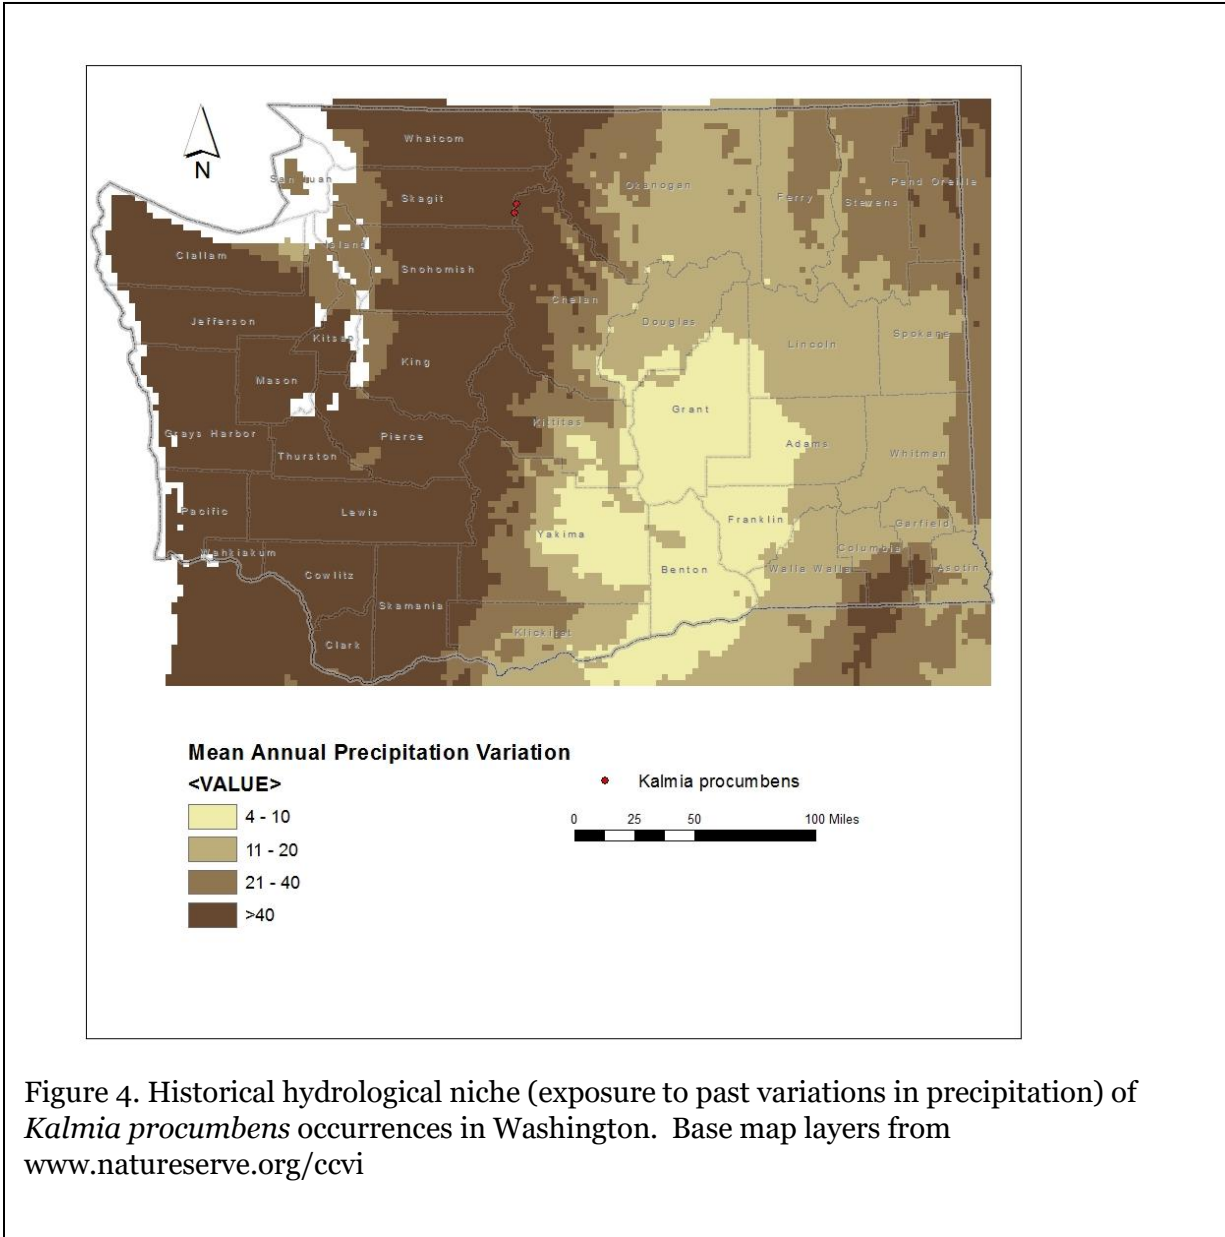 N
Whatcom
San Juan
Skagit
Okanogan
Ferry
Stevens
Pend Oreille
Clallam
Island
Snohomish
Chelan
Jefferson
Kitsap
Douglas
Lincoln
Spokane
King
Mason
Grant
Grays Harbor
Pierce
Kittitas
Adams
Thurston
Whitman
Pacific
Lewis
Yakima
Franklin
Garfield
Wahkiakum
Columbia
Cowlitz
Benton
Walla Walla
Asotin
Skamania
Clark
Klickitat
Mean Annual Precipitation Variation
<VALUE>
4 - 10
11 - 20
21 - 40
>40
Kalmia procumbens
0 25 50 100 Miles
Figure 4. Historical hydrological niche (exposure to past variations in precipitation) of
Kalmia procumbens occurrences in Washington. Base map layers from
www.natureserve.org/ccvi